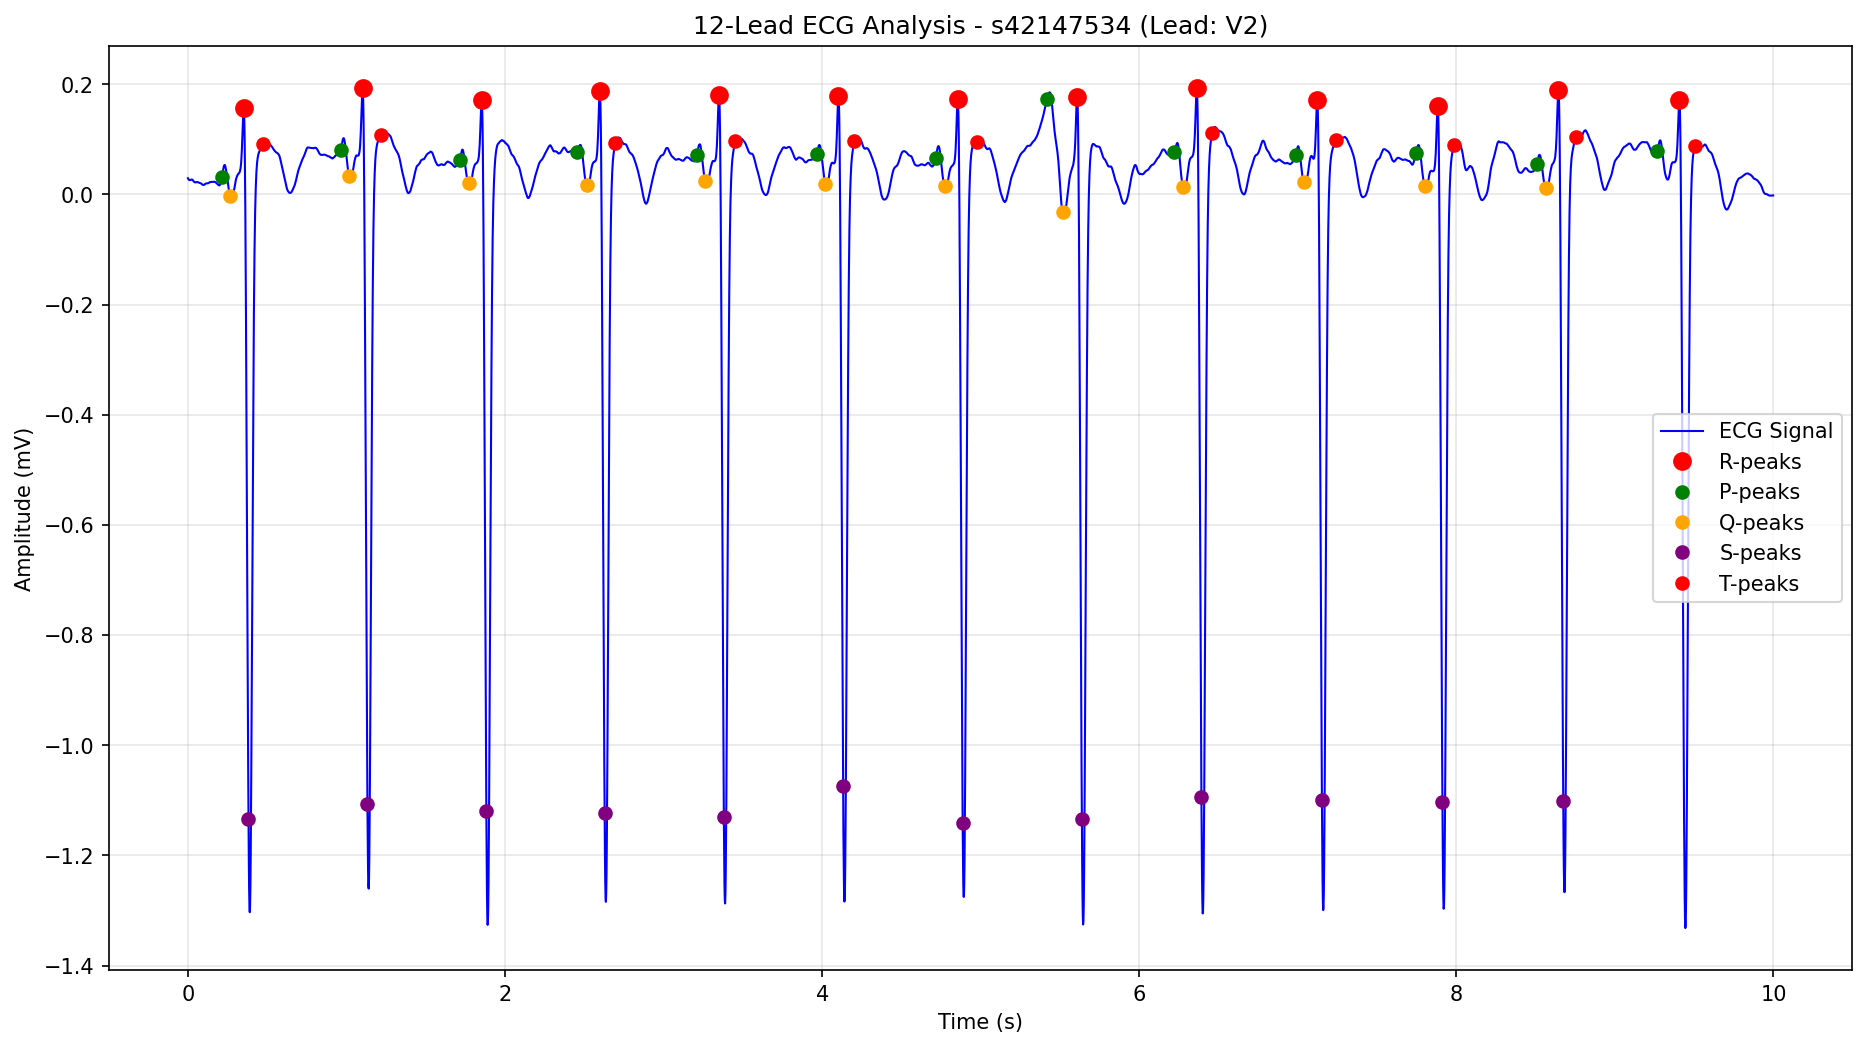 12-Lead ECG Analysis - s42147534 (Lead: V2)
Amplitude (mV)
0.2
0.0
−0.2
−0.4
−0.6
−0.8
−1.0
−1.2
−1.4
ECG Signal
R-peaks
P-peaks
Q-peaks
S-peaks
T-peaks
0 2 4 6 8 10
Time (s)